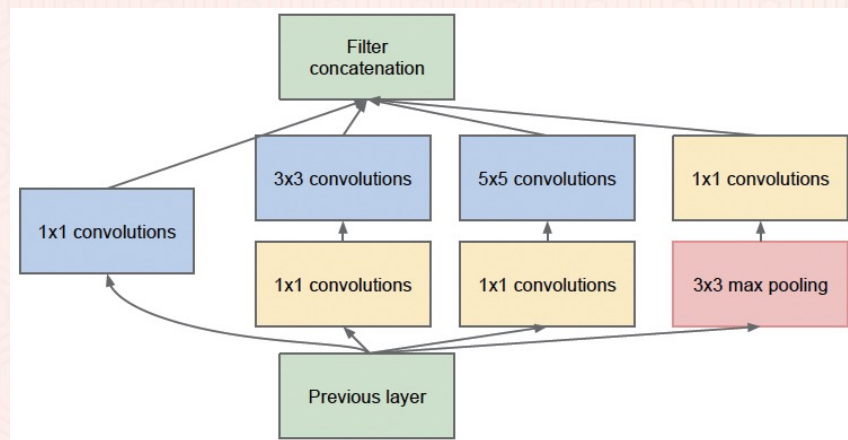 Filter
concatenation
3x3 convolutions
5x5 convolutions
1x1 convolutions
1x1 convolutions
1x1 convolutions
1x1 convolutions
3x3 max pooling
Previous layer